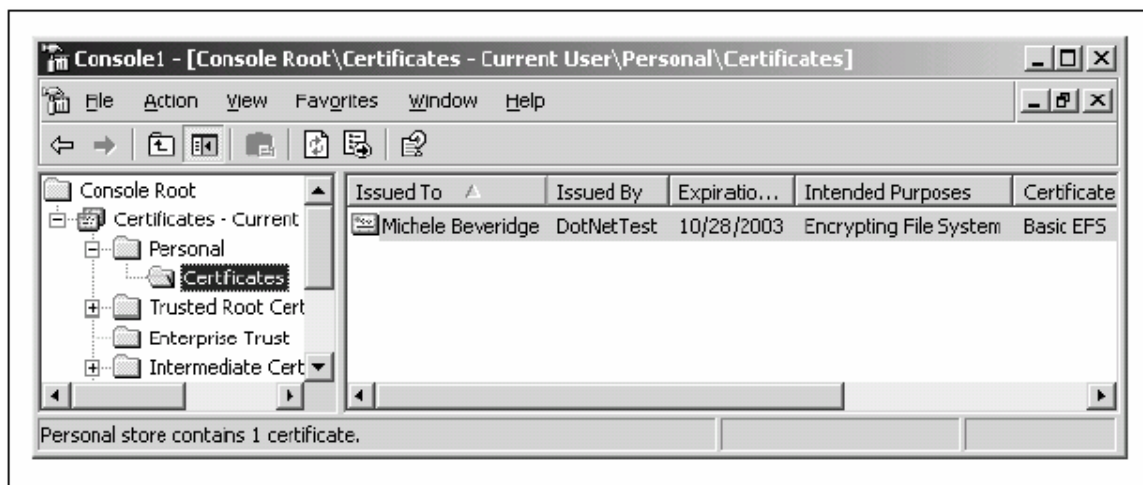 Console1 - [Console Root\Certificates - Current User\Personal\Certificates]
File Action View Favorites Window Help
Console Root
Certificates - Current
Personal
Certificates
Trusted Root Cert
Enterprise Trust
Intermediate Cert
Issued To Issued By Expiratio... Intended Purposes Certificate
Michele Beveridge DotNetTest 10/28/2003 Encrypting File System Basic EFS
Personal store contains 1 certificate.